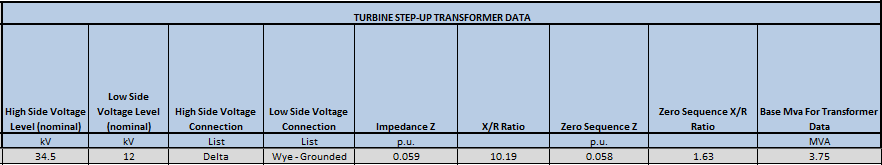 TURBINE STEP-UP TRANSFORMER DATA
High Side Voltage Level (nominal) Low Side Voltage Level (nominal) High Side Voltage Connection Low Side Voltage Connection Impedance Z X/R Ratio Zero Sequence Z Zero Sequence X/R Ratio Base Mva For Transformer Data
kV kV List List p.u. p.u. MVA
34.5 12 Delta Wye - Grounded 0.059 10.19 0.058 1.63 3.75